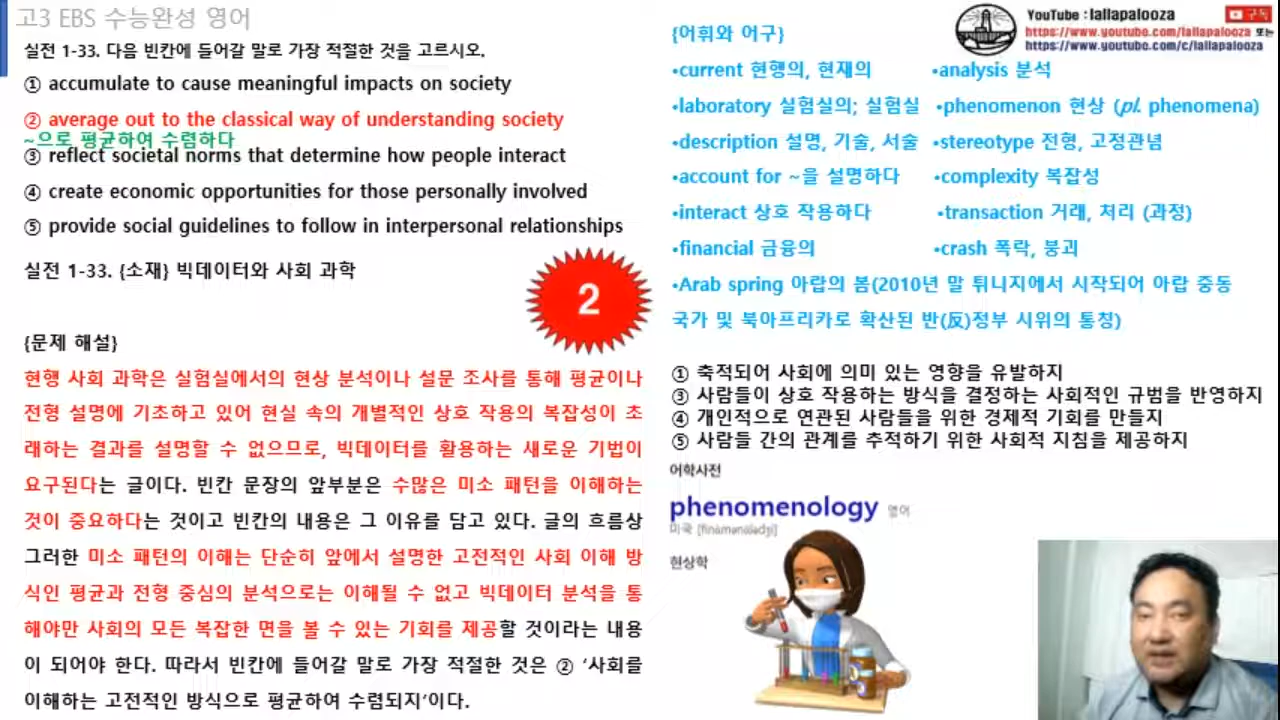 고3 EBS 수능완성 영어
실전 1-33. 다음 빈칸에 들어갈 말로 가장 적절한 것을 고르시오.
① accumulate to cause meaningful impacts on society
② average out to the classical way of understanding society
~으로 평균하여 수렴하다
③ reflect societal norms that determine how people interact
④ create economic opportunities for those personally involved
⑤ provide social guidelines to follow in interpersonal relationships
실전 1-33. {소재} 빅데이터와 사회 과학
2
{문제 해설}
현행 사회 과학은 실험실에서의 현상 분석이나 설문 조사를 통해 평균이나
전형 설명에 기초하고 있어 현실 속의 개별적인 상호 작용의 복잡성이 초
래하는 결과를 설명할 수 없으므로, 빅데이터를 활용하는 새로운 기법이
요구된다는 글이다. 빈칸 문장의 앞부분은 수많은 미소 패턴을 이해하는
것이 중요하다는 것이고 빈칸의 내용은 그 이유를 담고 있다. 글의 흐름상
그러한 미소 패턴의 이해는 단순히 앞에서 설명한 고전적인 사회 이해 방
식인 평균과 전형 중심의 분석으로는 이해될 수 없고 빅데이터 분석을 통
해야만 사회의 모든 복잡한 면을 볼 수 있는 기회를 제공할 것이라는 내용
이 되어야 한다. 따라서 빈칸에 들어갈 말로 가장 적절한 것은 ② ‘사회를
이해하는 고전적인 방식으로 평균하여 수렴되지’이다.
{어휘와 어구}
YouTube : lallapalooza
구독
https://www.youtube.com/lallapalooza 또는
https://www.youtube.com/c/lallapalooza
•current 현행의, 현재의 •analysis 분석
•laboratory 실험실의; 실험실 •phenomenon 현상 (pl. phenomena)
•description 설명, 기술, 서술 •stereotype 전형, 고정관념
•account for ~을 설명하다 •complexity 복잡성
•interact 상호 작용하다 •transaction 거래, 처리 (과정)
•financial 금융의 •crash 폭락, 붕괴
•Arab spring 아랍의 봄(2010년 말 튀니지에서 시작되어 아랍 중동
국가 및 북아프리카로 확산된 반(反)정부 시위의 통칭)
① 축적되어 사회에 의미 있는 영향을 유발하지
③ 사람들이 상호 작용하는 방식을 결정하는 사회적인 규범을 반영하지
④ 개인적으로 연관된 사람들을 위한 경제적 기회를 만들지
⑤ 사람들 간의 관계를 추적하기 위한 사회적 지침을 제공하지
어학사전
phenomenology 영어
미국
현상학